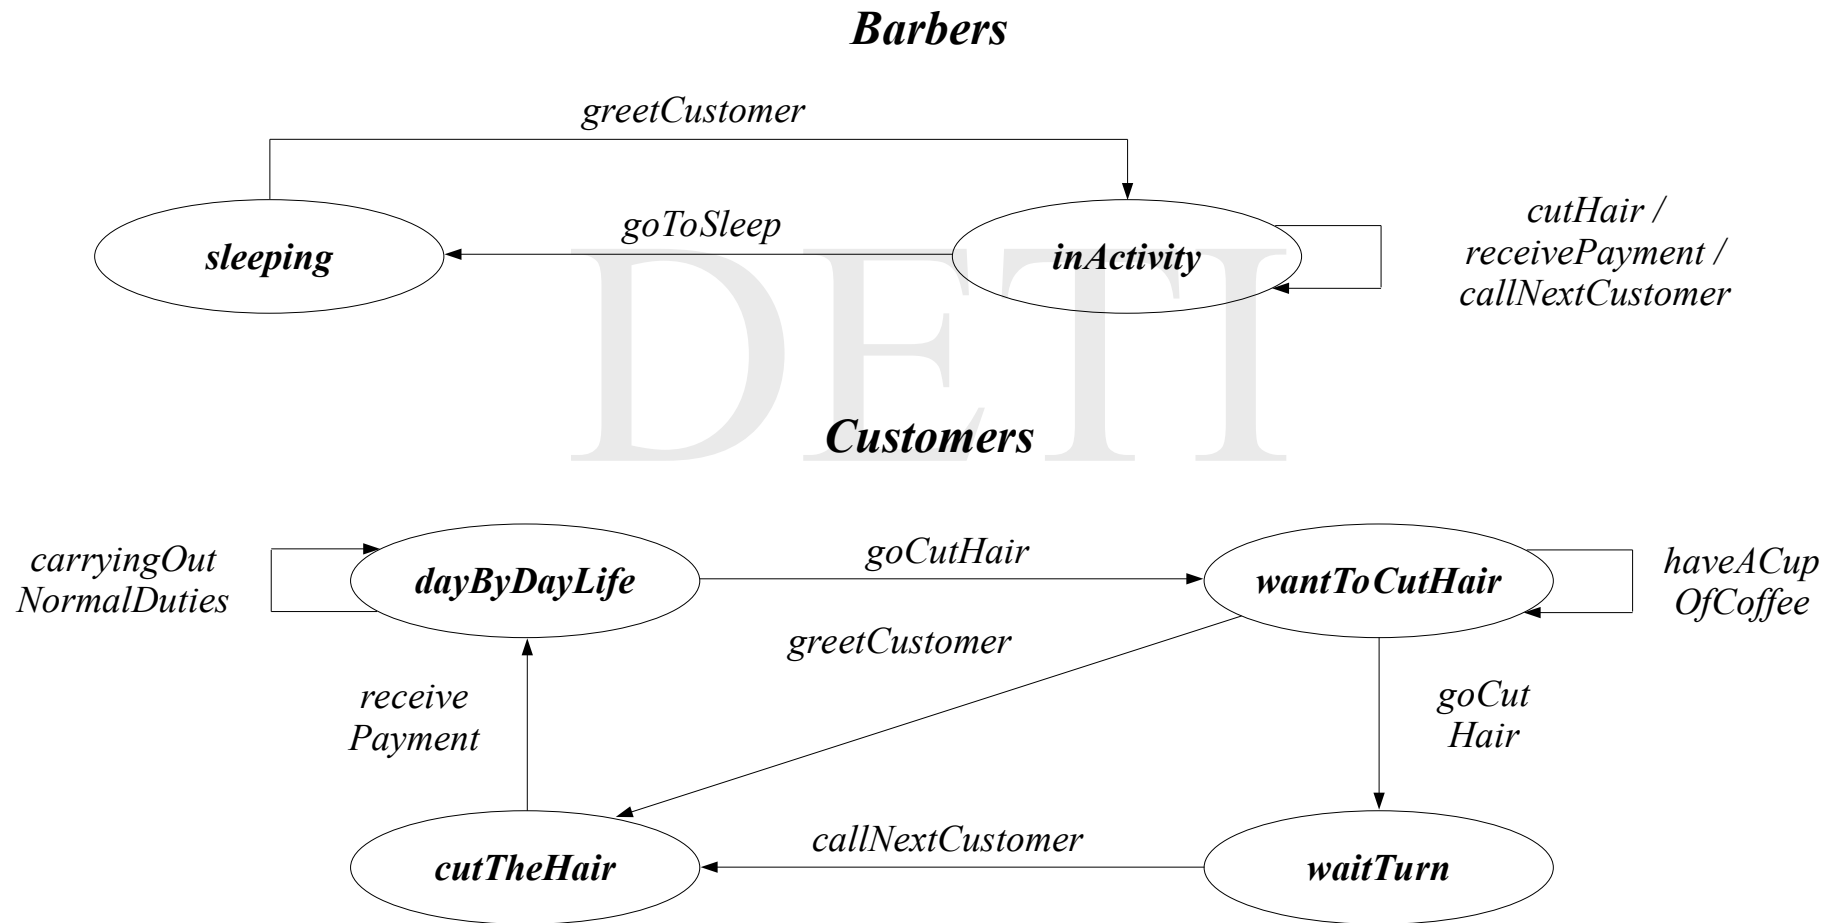 Barbers
greetCustomer
goToSleep
sleeping
inActivity
cutHair /
receivePayment /
callNextCustomer
DETI
Customers
carryingOut
NormalDuties
dayByDayLife
goCutHair
wantToCutHair
haveACup
OfCoffee
greetCustomer
receive
Payment
goCut
Hair
cutTheHair
callNextCustomer
waitTurn